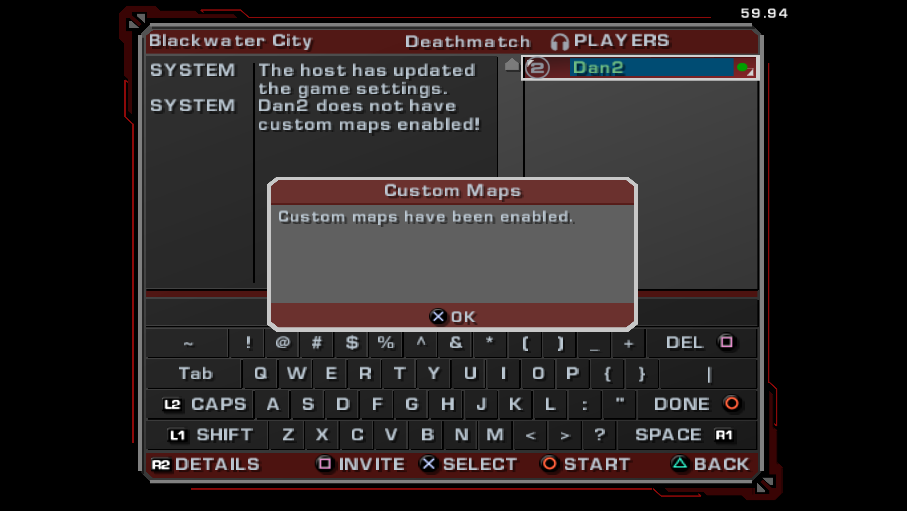 59.94
Blackwater City Deathmatch PLAYERS
SYSTEM The host has updated
the game settings.
SYSTEM Dan2 does not have
custom maps enabled!
2 Dan2
Custom Maps
Custom maps have been enabled.
OK
~ ! @ # $ % ^ & * ( ) _ + DEL
Tab Q W E R T Y U I O P { } |
L2 CAPS A S D F G H J K L : " DONE
L1 SHIFT Z X C V B N M < > ? SPACE R1
R2 DETAILS INVITE SELECT START BACK